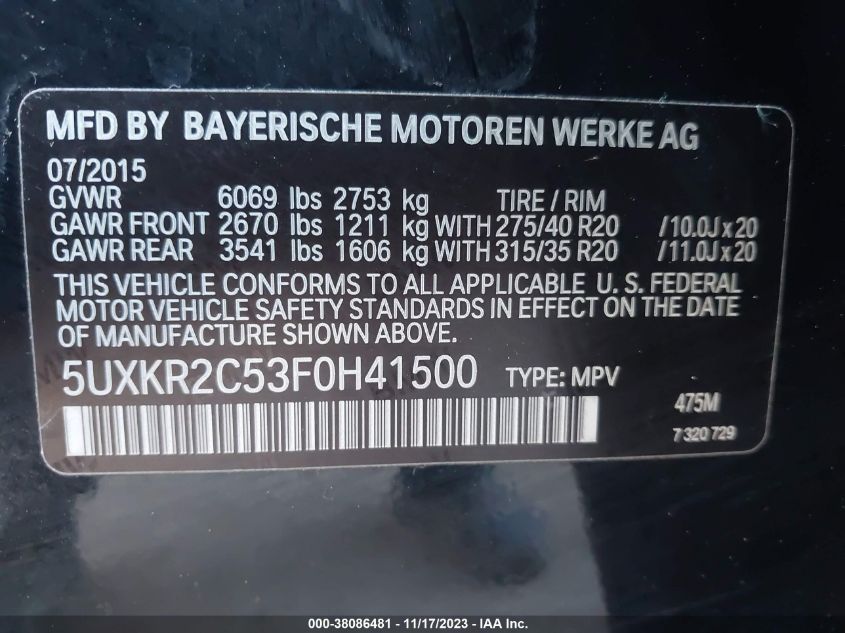 MFD BY BAYERISCHE MOTOREN WERKE AG
07/2015
GVWR 6069 lbs 2753 kg TIRE / RIM
GAWR FRONT 2670 lbs 1211 kg WITH 275/40 R20 /10.0J x 20
GAWR REAR 3541 lbs 1606 kg WITH 315/35 R20 /11.0J x 20
THIS VEHICLE CONFORMS TO ALL APPLICABLE U. S. FEDERAL
MOTOR VEHICLE SAFETY STANDARDS IN EFFECT ON THE DATE
OF MANUFACTURE SHOWN ABOVE.
5UXKR2C53F0H41500 TYPE: MPV
475M
7 320 729
000-38086481 - 11/17/2023 - IAA Inc.